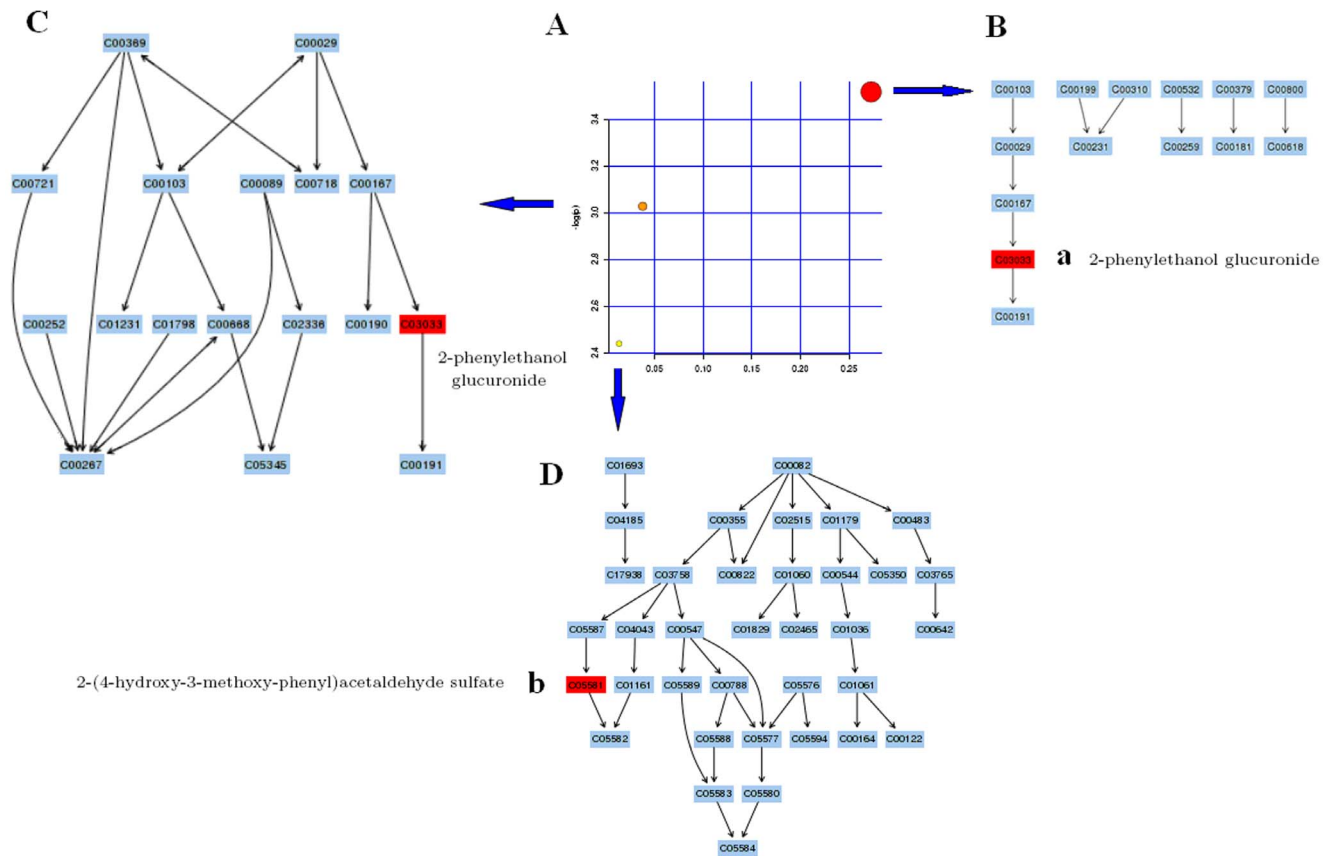 C
A
B
C00369
C00029
C00721
C00103
C00089
C00718
C00167
C00252
C01231
C01798
C00668
C02336
C00190
C03033
2-phenylethanol
glucuronide
C00267
C05345
C00191
-log(p)
3.4
3.2
3.0
2.8
2.6
2.4
0.05
0.10
0.15
0.20
0.25
C00103
C00199
C00310
C00532
C00379
C00800
C00029
C00231
C00259
C00181
C00618
C00167
C03033
a 2-phenylethanol glucuronide
C00191
D
C01693
C00082
C04185
C00355
C02515
C01179
C00483
C17938
C03758
C00822
C01060
C00544
C05350
C03765
C05587
C04043
C00547
C01829
C02465
C01036
C00642
2-(4-hydroxy-3-methoxy-phenyl)acetaldehyde sulfate b
C05581
C01161
C05589
C00788
C05576
C01061
C05582
C05588
C05577
C05594
C00164
C00122
C05583
C05580
C05584